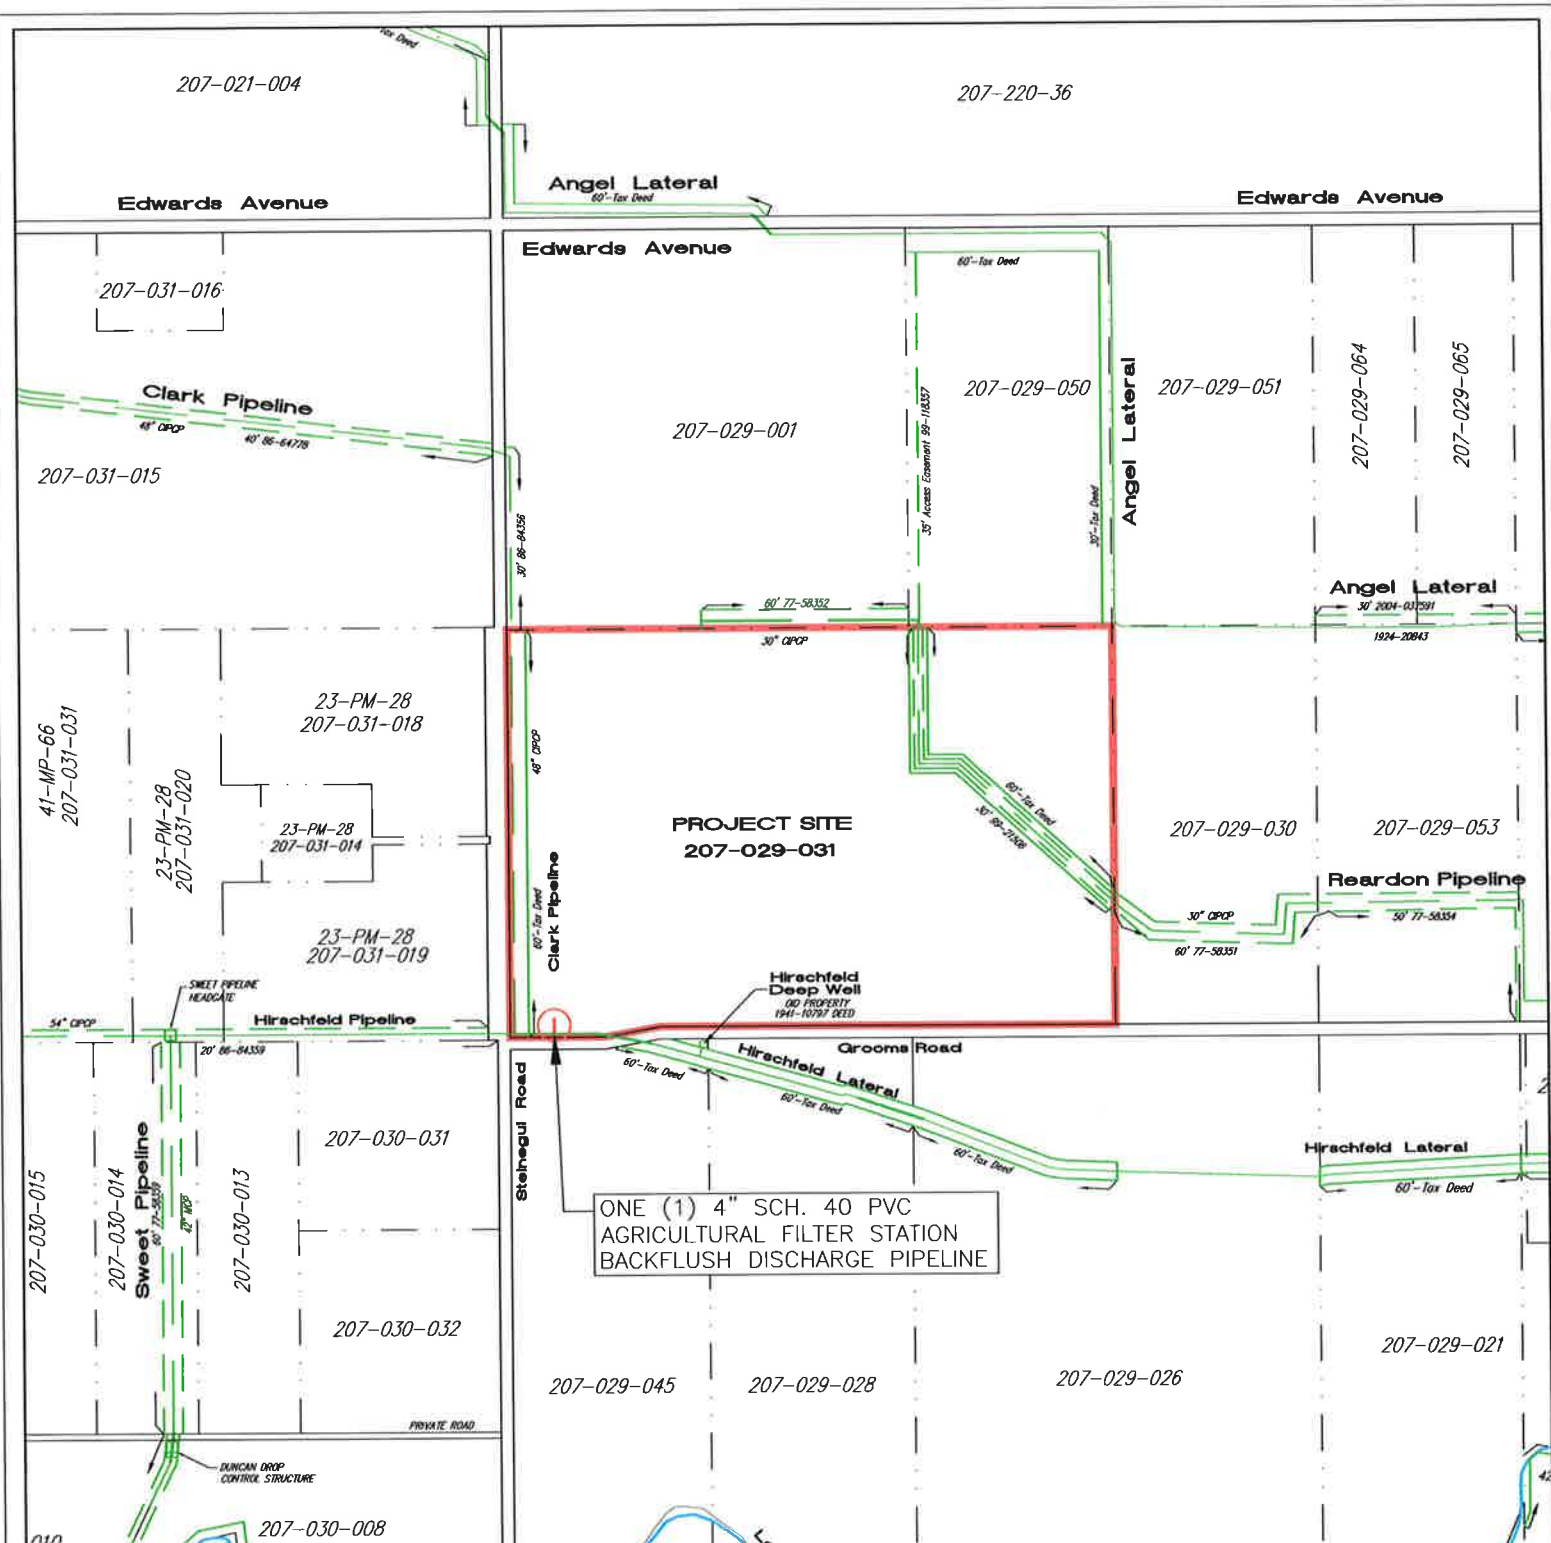 Tax Deed
207-021-004
207-220-36
Angel Lateral
60'-Tax Deed
Edwards Avenue
Edwards Avenue
Edwards Avenue
60'-Tax Deed
207-031-016
Clark Pipeline
48" CIPCP
40' 86-64778
207-031-015
30' 86-84356
207-029-001
35' Access Easement 99-118357
207-029-050
30'-Tax Deed
Angel Lateral
207-029-051
207-029-064
207-029-065
Angel Lateral
30' 2004-037591
1924-20843
60' 77-58352
30" CIPCP
41-MP-66
207-031-031
23-PM-28
207-031-020
23-PM-28
207-031-018
23-PM-28
207-031-014
23-PM-28
207-031-019
48" CIPCP
60'-Tax Deed
Clark Pipeline
PROJECT SITE
207-029-031
60'-Tax Deed
30' 99-21508
207-029-030
207-029-053
Reardon Pipeline
30" CIPCP
60' 77-58351
50' 77-58354
SWEET PIPELINE
HEADGATE
54" CIPCP
Hirschfeld Pipeline
20' 86-84359
Hirschfeld
Deep Well
OID PROPERTY
1941-10797 DEED
Grooms Road
Hirschfeld Lateral
60'-Tax Deed
60'-Tax Deed
60'-Tax Deed
Hirschfeld Lateral
60'-Tax Deed
Steinegul Road
207-030-015
207-030-014
Sweet Pipeline
60' 77-58359
42" MCP
207-030-013
207-030-031
207-030-032
ONE (1) 4" SCH. 40 PVC
AGRICULTURAL FILTER STATION
BACKFLUSH DISCHARGE PIPELINE
207-029-045
207-029-028
207-029-026
207-029-021
PRIVATE ROAD
DUNCAN DROP
CONTROL STRUCTURE
207-030-008
42